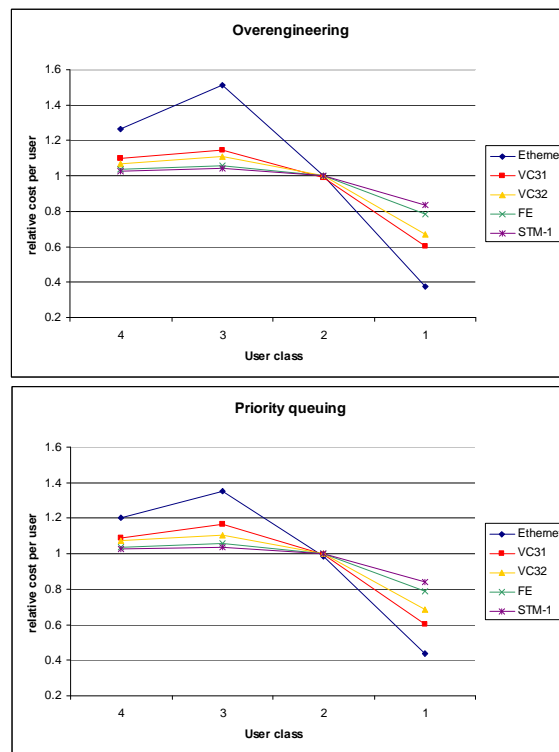 Overengineering
relative cost per user
1.6
1.4
1.2
1
0.8
0.6
0.4
0.2
4 3 2 1
User class
Etherne
VC31
VC32
FE
STM-1
Priority queuing
relative cost per user
1.6
1.4
1.2
1
0.8
0.6
0.4
0.2
4 3 2 1
User class
Etherne
VC31
VC32
FE
STM-1